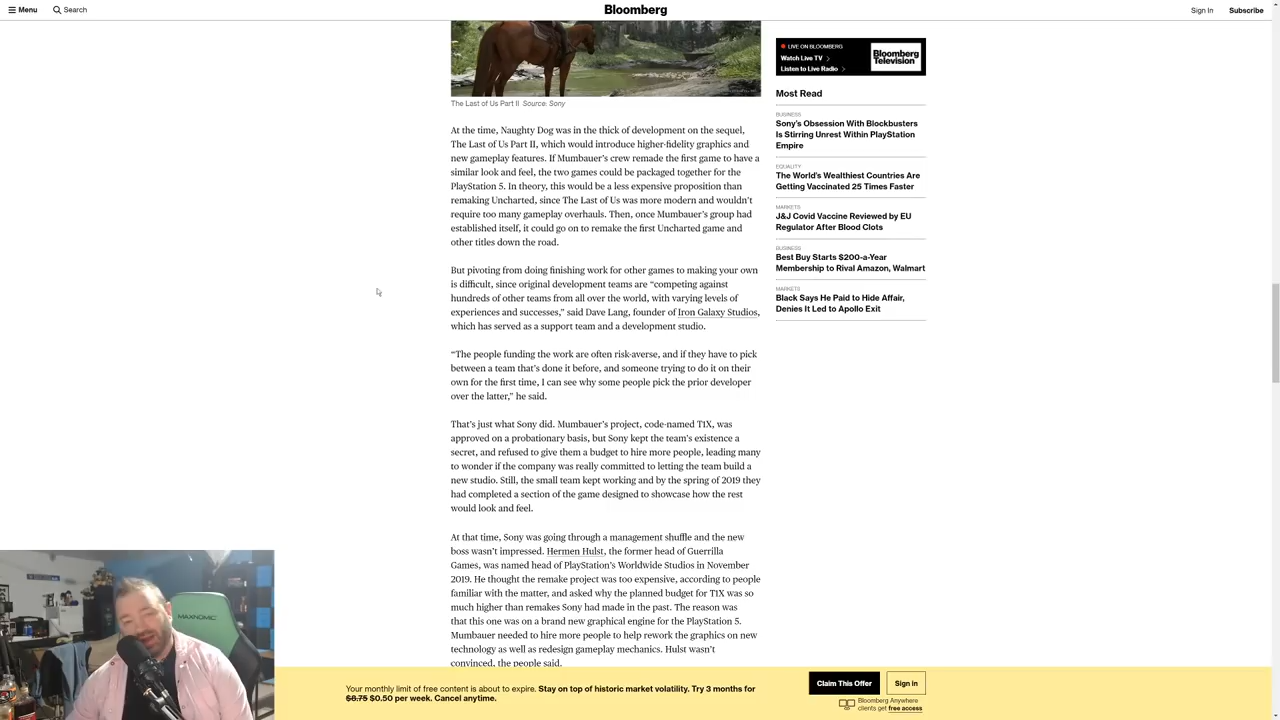 Menu
Search
Bloomberg
Sign In
Subscribe
The Last of Us Part II Source: Sony
At the time, Naughty Dog was in the thick of development on the sequel,
The Last of Us Part II, which would introduce higher-fidelity graphics and
new gameplay features. If Mumbauer's crew remade the first game to have a
similar look and feel, the two games could be packaged together for the
PlayStation 5. In theory, this would be a less expensive proposition than
remaking Uncharted, since The Last of Us was more modern and wouldn't
require too many gameplay overhauls. Then, once Mumbauer's group had
established itself, it could go on to remake the first Uncharted game and
other titles down the road.
But pivoting from doing finishing work for other games to making your own
is difficult, since original development teams are “competing against
hundreds of other teams from all over the world, with varying levels of
experiences and successes,” said Dave Lang, founder of Iron Galaxy Studios,
which has served as a support team and a development studio.
“The people funding the work are often risk-averse, and if they have to pick
between a team that's done it before, and someone trying to do it on their
own for the first time, I can see why some people pick the prior developer
over the latter,” he said.
That's just what Sony did. Mumbauer's project, code-named T1X, was
approved on a probationary basis, but Sony kept the team's existence a
secret, and refused to give them a budget to hire more people, leading many
to wonder if the company was really committed to letting the team build a
new studio. Still, the small team kept working and by the spring of 2019 they
had completed a section of the game designed to showcase how the rest
would look and feel.
At that time, Sony was going through a management shuffle and the new
boss wasn't impressed. Hermen Hulst, the former head of Guerrilla
Games, was named head of PlayStation's Worldwide Studios in November
2019. He thought the remake project was too expensive, according to people
familiar with the matter, and asked why the planned budget for T1X was so
much higher than remakes Sony had made in the past. The reason was
that this one was on a brand new graphical engine for the PlayStation 5.
Mumbauer needed to hire more people to help rework the graphics on new
technology as well as redesign gameplay mechanics. Hulst wasn't
convinced, the people said.
LIVE ON BLOOMBERG
Watch Live TV
Listen to Live Radio
Bloomberg
Television
Most Read
BUSINESS
Sony's Obsession With Blockbusters
Is Stirring Unrest Within PlayStation
Empire
EQUALITY
The World's Wealthiest Countries Are
Getting Vaccinated 25 Times Faster
MARKETS
J&J Covid Vaccine Reviewed by EU
Regulator After Blood Clots
BUSINESS
Best Buy Starts $200-a-Year
Membership to Rival Amazon, Walmart
MARKETS
Black Says He Paid to Hide Affair,
Denies It Led to Apollo Exit
MAXNOMIC
Your monthly limit of free content is about to expire. Stay on top of historic market volatility. Try 3 months for
$8.75 $0.50 per week. Cancel anytime.
Claim This Offer
Sign In
Bloomberg Anywhere
clients get free access